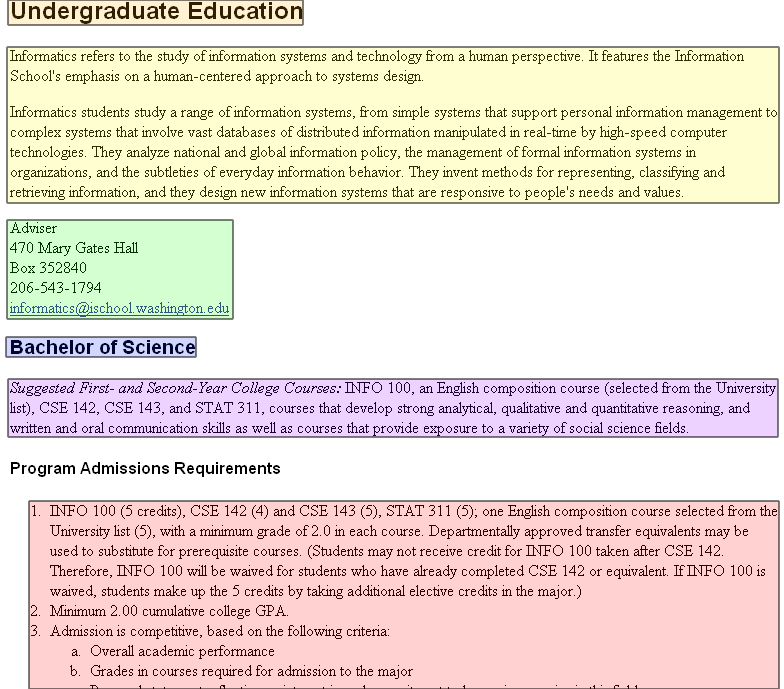 Undergraduate Education
Informatics refers to the study of information systems and technology from a human perspective. It features the Information
School's emphasis on a human-centered approach to systems design.
Informatics students study a range of information systems, from simple systems that support personal information management to
complex systems that involve vast databases of distributed information manipulated in real-time by high-speed computer
technologies. They analyze national and global information policy, the management of formal information systems in
organizations, and the subtleties of everyday information behavior. They invent methods for representing, classifying and
retrieving information, and they design new information systems that are responsive to people's needs and values.
Adviser
470 Mary Gates Hall
Box 352840
206-543-1794
informatics@ischool.washington.edu
Bachelor of Science
Suggested First- and Second-Year College Courses: INFO 100, an English composition course (selected from the University
list), CSE 142, CSE 143, and STAT 311, courses that develop strong analytical, qualitative and quantitative reasoning, and
written and oral communication skills as well as courses that provide exposure to a variety of social science fields.
Program Admissions Requirements
1. INFO 100 (5 credits), CSE 142 (4) and CSE 143 (5), STAT 311 (5); one English composition course selected from the
University list (5), with a minimum grade of 2.0 in each course. Departmentally approved transfer equivalents may be
used to substitute for prerequisite courses. (Students may not receive credit for INFO 100 taken after CSE 142.
Therefore, INFO 100 will be waived for students who have already completed CSE 142 or equivalent. If INFO 100 is
waived, students make up the 5 credits by taking additional elective credits in the major.)
2. Minimum 2.00 cumulative college GPA.
3. Admission is competitive, based on the following criteria:
a. Overall academic performance
b. Grades in courses required for admission to the major